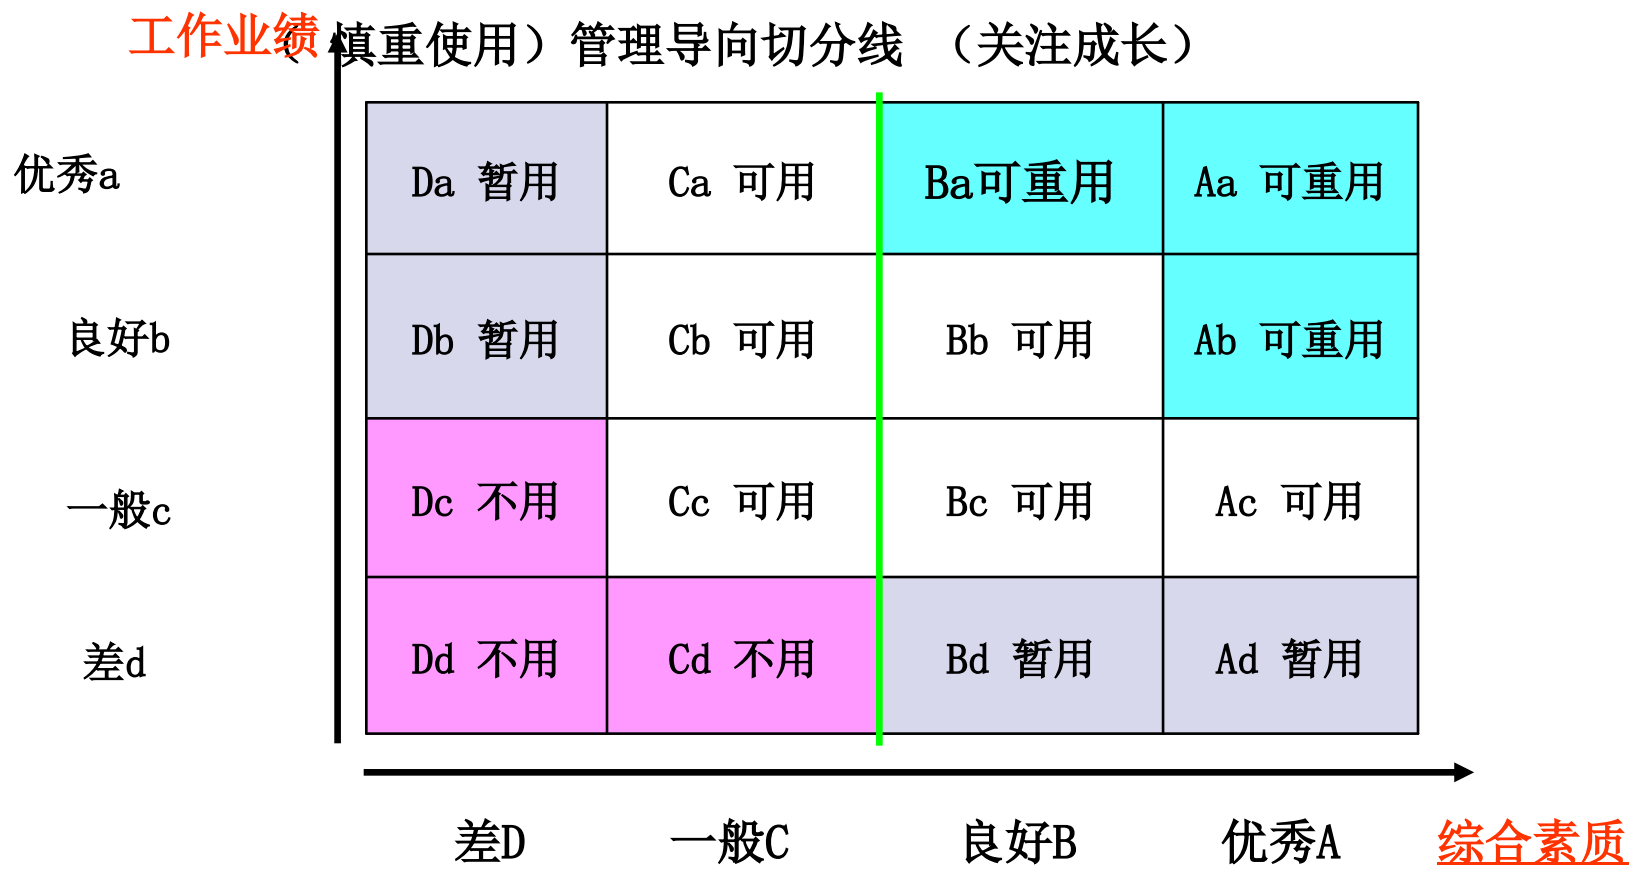 工作业绩
（慎重使用）管理导向切分线 （关注成长）
优秀a
Da 暂用
Ca 可用
Ba可重用
Aa 可重用
良好b
Db 暂用
Cb 可用
Bb 可用
Ab 可重用
一般c
Dc 不用
Cc 可用
Bc 可用
Ac 可用
差d
Dd 不用
Cd 不用
Bd 暂用
Ad 暂用
差D
一般C
良好B
优秀A
综合素质